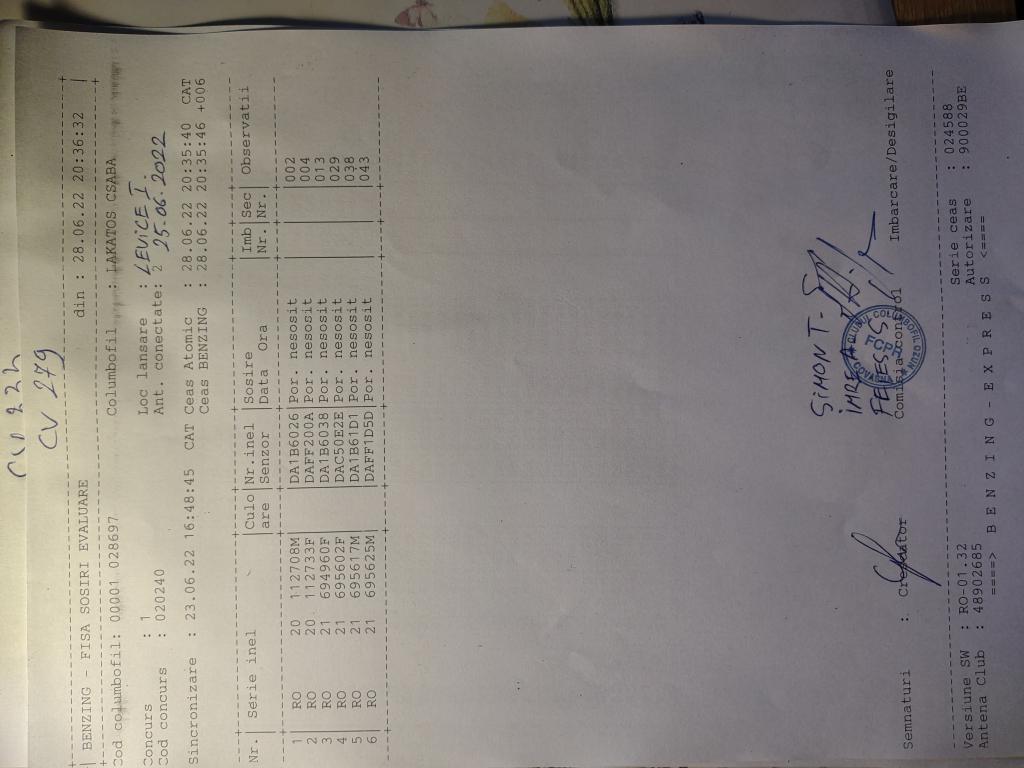 CV 279
BENZING - FISA SOSIRI EVALUARE din : 28.06.22 20:36:32
Cod columbofil: 00001 028697 Columbofil : LAKATOS CSABA
Concurs : 1 Loc lansare : LEVICE I
Cod concurs : 020240 Ant. conectate: 2 25.06.2022
Sincronizare : 23.06.22 16:48:45 CAT Ceas Atomic : 28.06.22 20:35:40 CAT
Ceas BENZING : 28.06.22 20:35:46 +006
Nr.| Serie inel |Culo|Nr.inel |Sosire |Imb|Sec| Observatii
are Senzor Data Ora Nr. Nr.|
1 RO 20 112708M DA1B6026 Por. nesosit 002
2 RO 20 112733F DAFF200A Por. nesosit 004
3 RO 21 694960F DA1B6038 Por. nesosit 013
4 RO 21 695602F DAC50E2E Por. nesosit 029
5 RO 21 695617M DA1B61D1 Por. nesosit 038
6 RO 21 695625M DAFF1D5D Por. nesosit 043
SIMON T.
Semnaturi : Crescator Comisia control Imbarcare/Desigilare
FCPR
Versiune SW : RO-01.32 Serie ceas : 024588
Antena Club : 48902685 Autorizare : 900029BE
====> B E N Z I N G - E X P R E S S <====